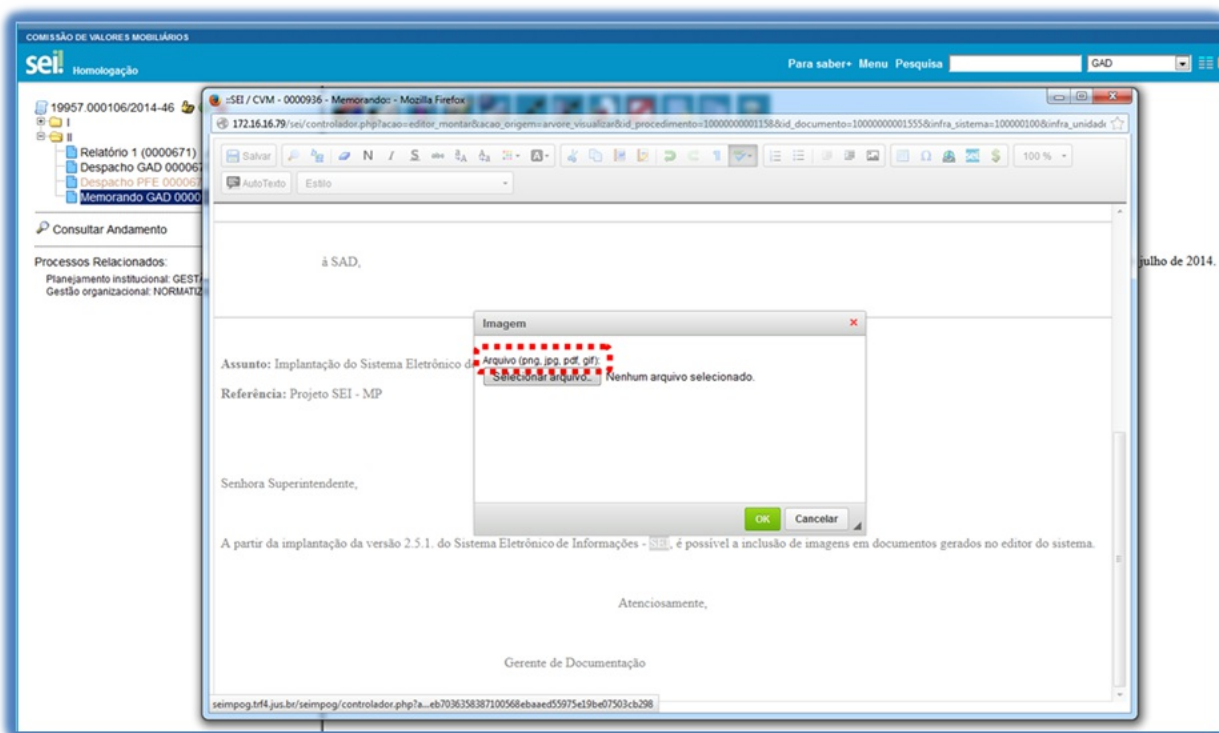 COMISSÃO DE VALORES MOBILIÁRIOS
sei! Homologação
Para saber+ Menu Pesquisa GAD
19957.000106/2014-46
I
II
Relatório 1 (0000671)
Despacho GAD 000067
Despacho PFE 000067
Memorando GAD 0000
Consultar Andamento
Processos Relacionados:
Planejamento institucional: GESTÃ
Gestão organizacional: NORMATIZ
::SEI / CVM - 0000936 - Memorando:: - Mozilla Firefox
172.16.16.79/sei/controlador.php?acao=editor_montar&acao_origem=arvore_visualizar&id_procedimento=10000000001158&id_documento=10000000001555&infra_sistema=100000100&infra_unidade
Salvar N I S abc 100 %
AutoTexto Estilo
à SAD,
julho de 2014.
Imagem
Arquivo (png, jpg, pdf, gif):
Selecionar arquivo... Nenhum arquivo selecionado.
OK Cancelar
Assunto: Implantação do Sistema Eletrônico d
Referência: Projeto SEI - MP
Senhora Superintendente,
A partir da implantação da versão 2.5.1. do Sistema Eletrônico de Informações - SEI, é possível a inclusão de imagens em documentos gerados no editor do sistema.
Atenciosamente,
Gerente de Documentação
seimpog.trf4.jus.br/seimpog/controlador.php?a...eb7036358387100568ebaaed55975e19be07503cb298